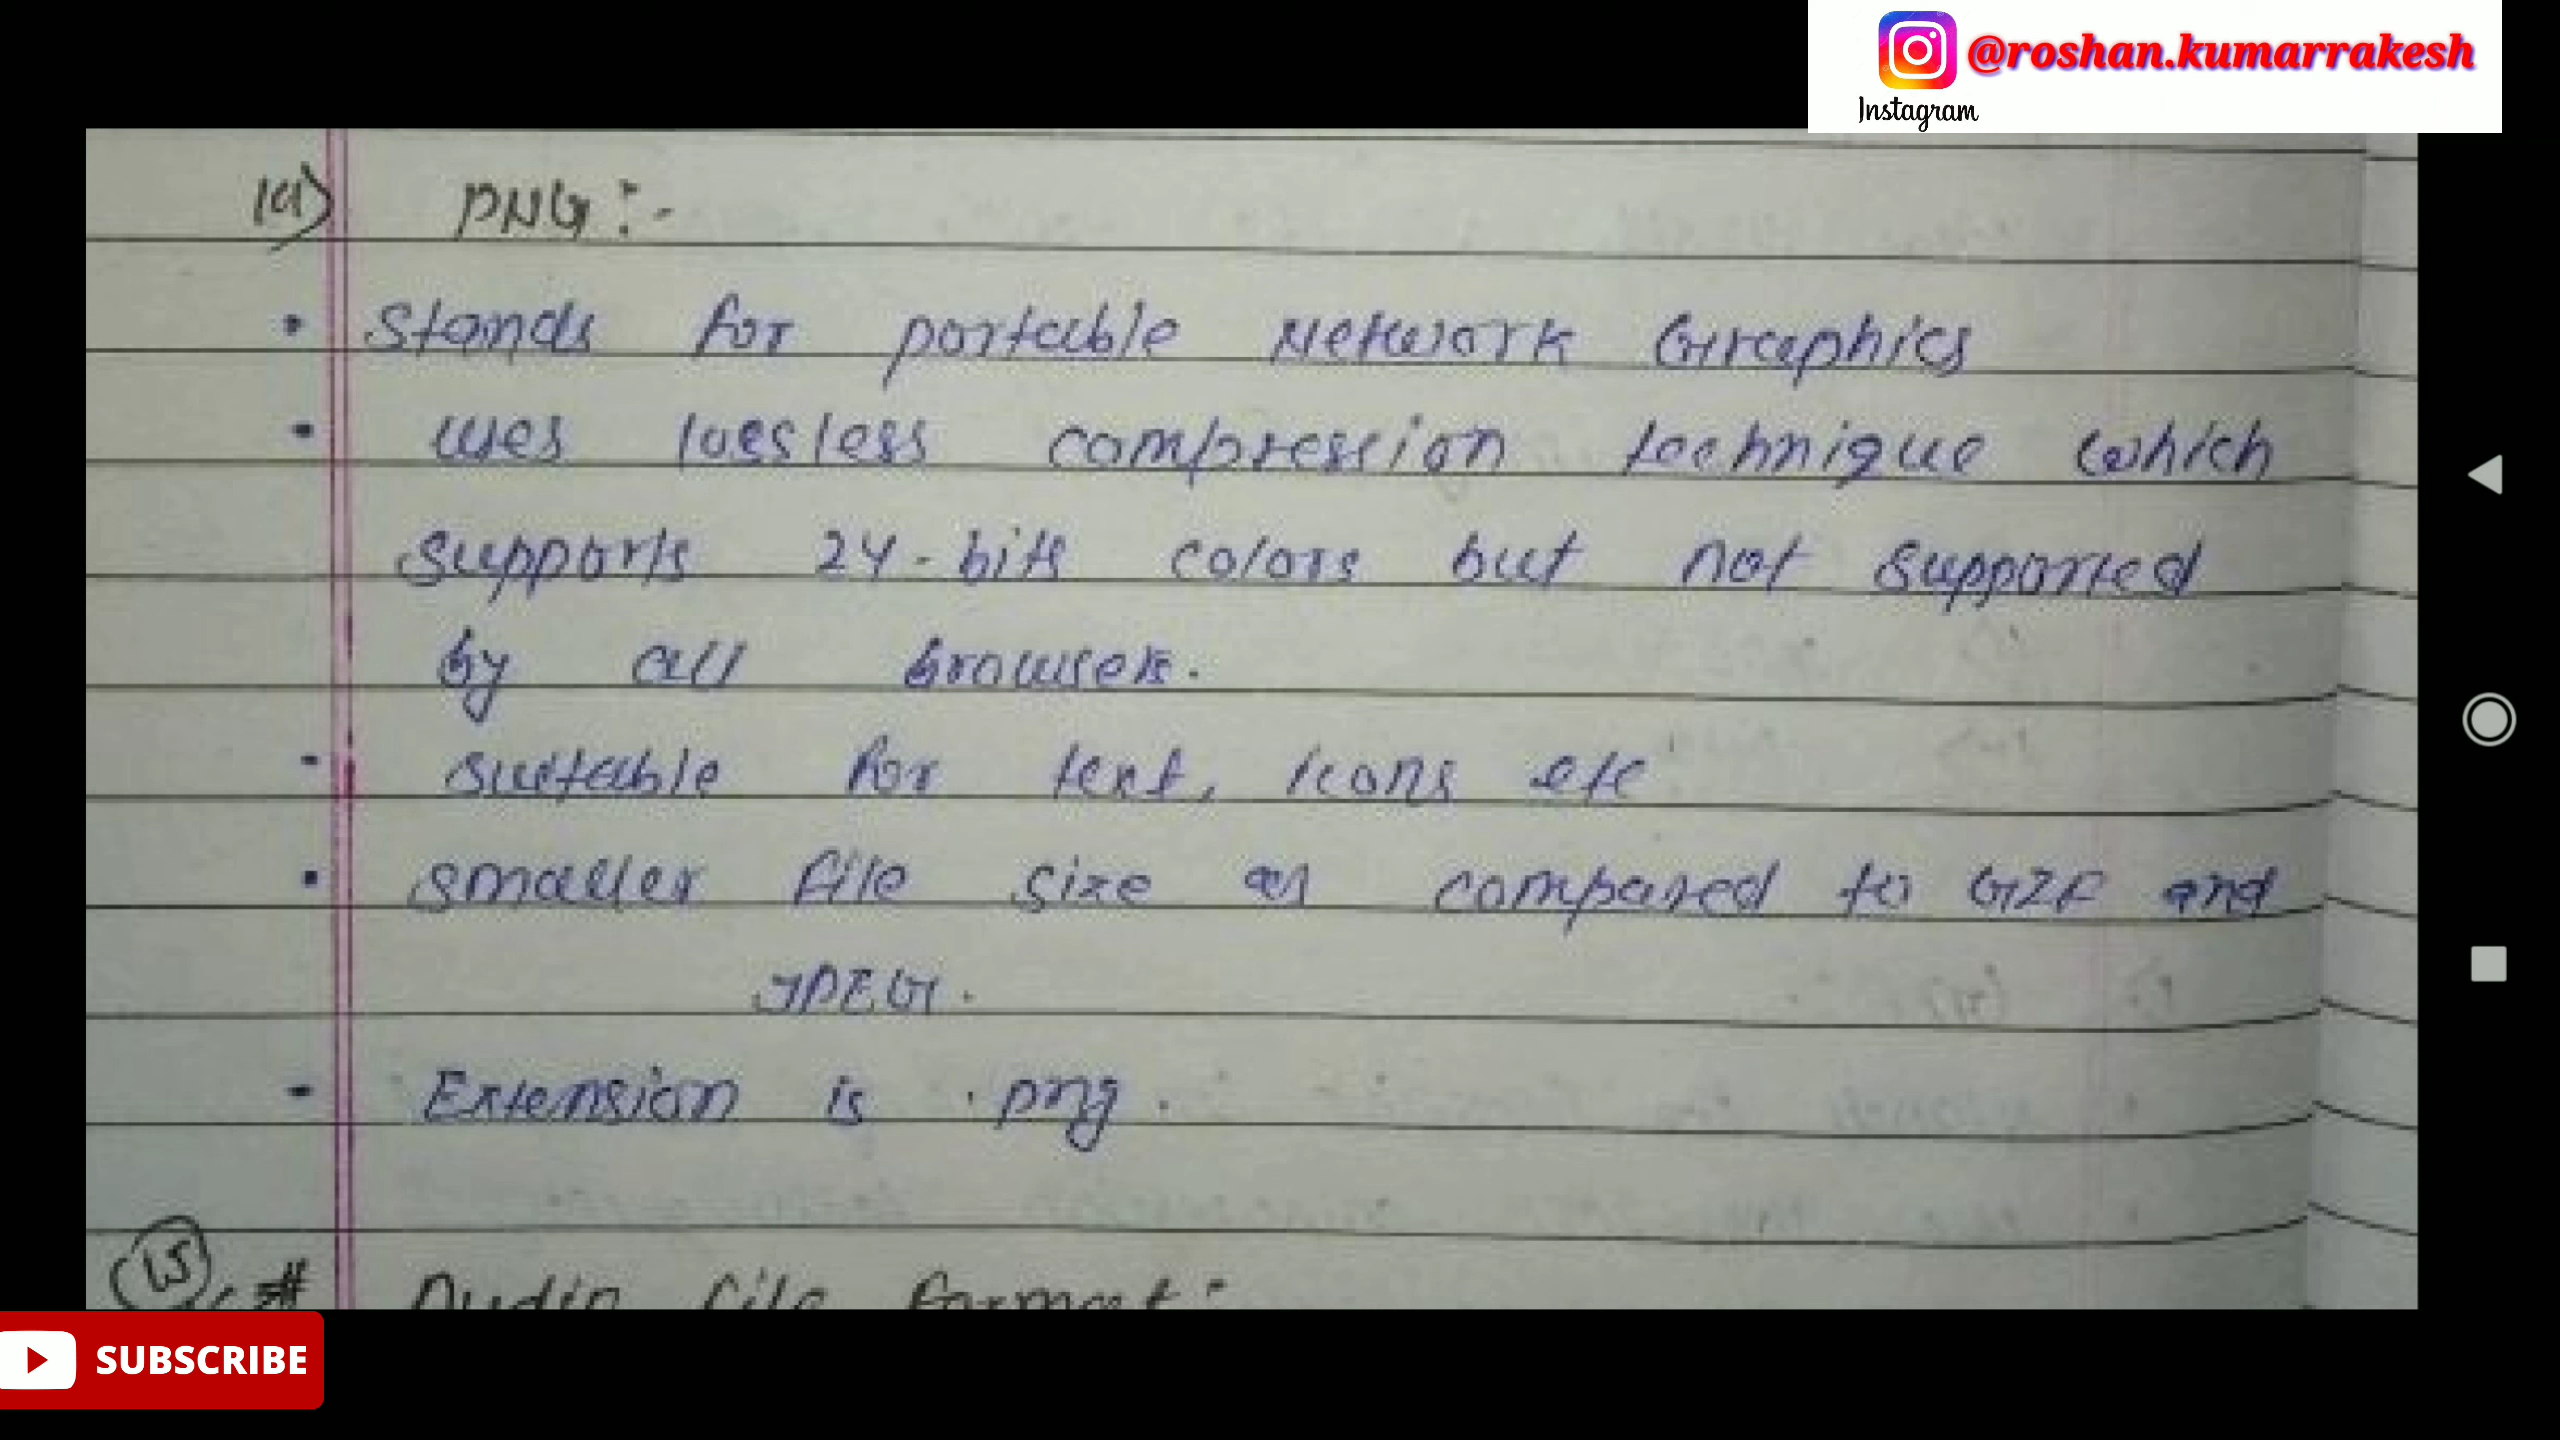 @roshan.kumarrakesh
Instagram
PNG :-
• Stands for portable Network Graphics
• uses lossless compression technique which
supports 24-bits colors but not supported
by all browsers.
• suitable for text, Icons etc
• smaller file size as compared to GIF and
JPEG.
• Extension is .png.
15 # Audio file format:
SUBSCRIBE